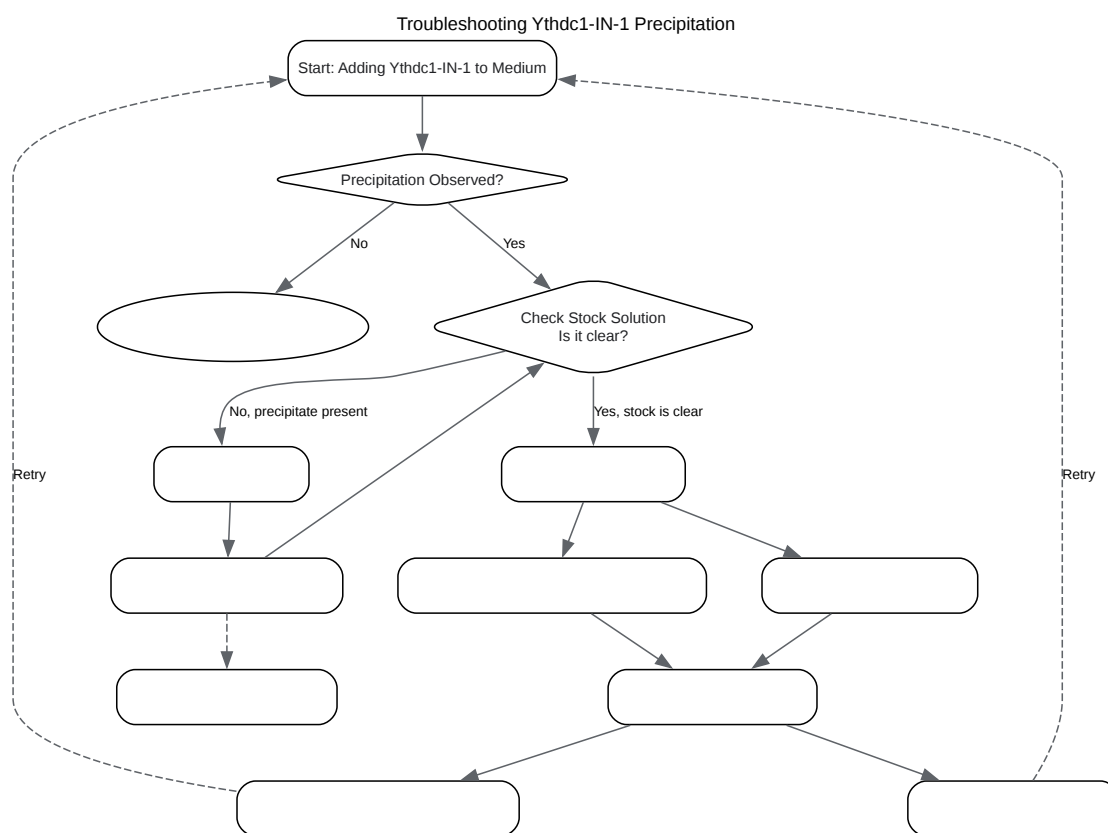 Troubleshooting Ythdc1-IN-1 Precipitation
Start: Adding Ythdc1-IN-1 to Medium
Precipitation Observed?
No
Yes
Check Stock Solution
Is it clear?
No, precipitate present
Yes, stock is clear
Retry
Retry